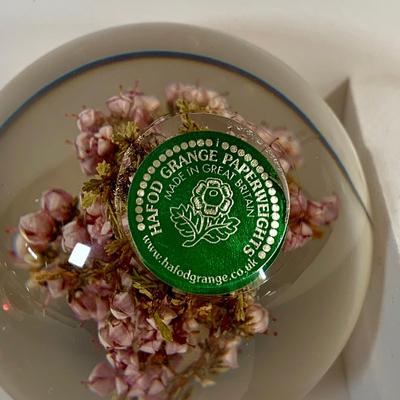 HAFOD GRANGE PAPERWEIGHTS
MADE IN GREAT BRITAIN
www.hafodgrange.co.uk